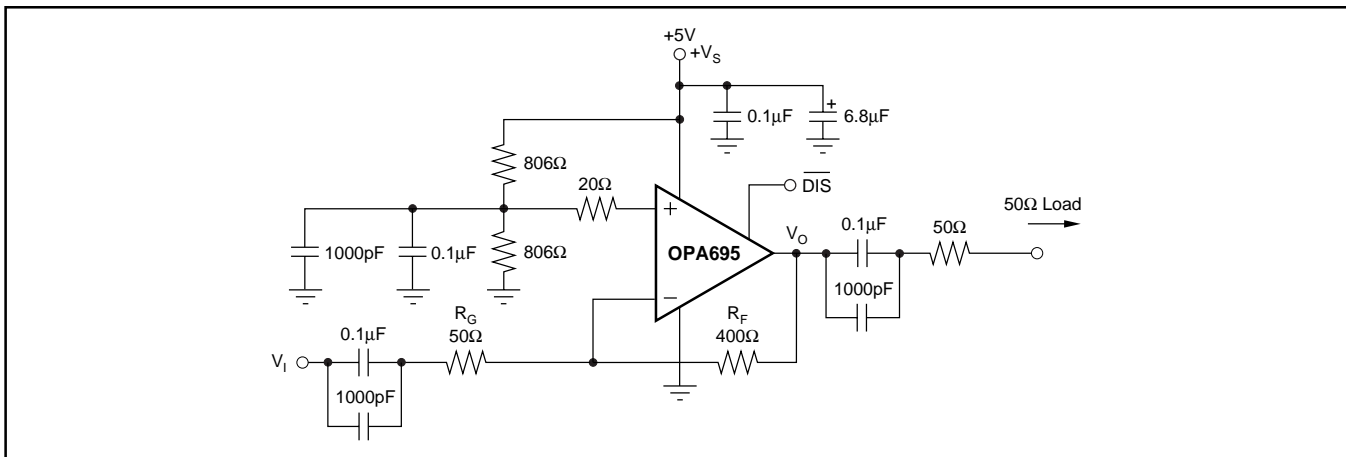 +5V
+V_S
0.1μF
6.8μF
806Ω
20Ω
DIS
50Ω Load
+
V_O
0.1μF
50Ω
1000pF
0.1μF
806Ω
OPA695
1000pF
−
R_G
R_F
0.1μF
50Ω
400Ω
V_I
1000pF